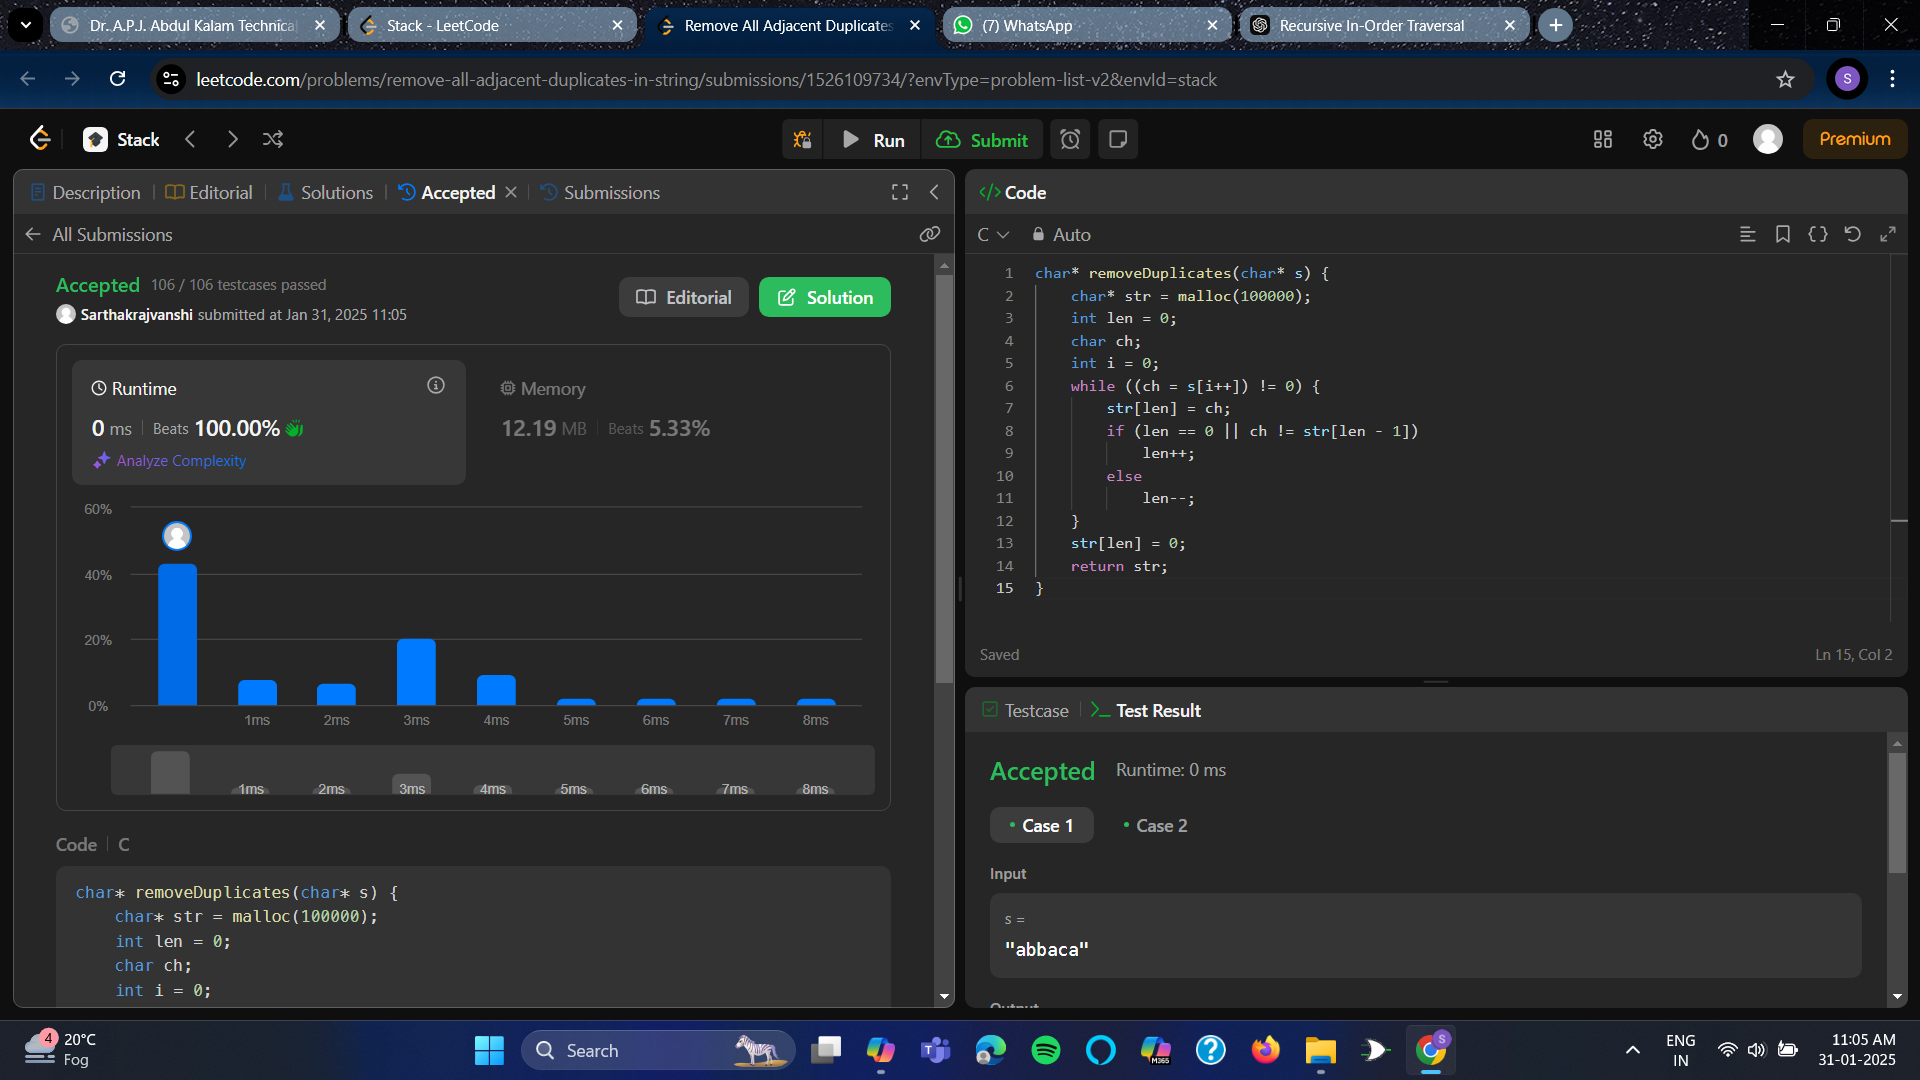 Dr. A.P.J. Abdul Kalam Technica
Stack - LeetCode
Remove All Adjacent Duplicates
(7) WhatsApp
Recursive In-Order Traversal
leetcode.com/problems/remove-all-adjacent-duplicates-in-string/submissions/1526109734/?envType=problem-list-v2&envId=stack
S
Stack
Run
Submit
0
Premium
Description
Editorial
Solutions
Accepted
Submissions
All Submissions
Accepted 106 / 106 testcases passed
Sarthakrajvanshi submitted at Jan 31, 2025 11:05
Editorial
Solution
Runtime
0 ms
Beats 100.00%
Analyze Complexity
Memory
12.19 MB
Beats 5.33%
60%
40%
20%
0%
1ms 2ms 3ms 4ms 5ms 6ms 7ms 8ms
1ms 2ms 3ms 4ms 5ms 6ms 7ms 8ms
Code
C
char* removeDuplicates(char* s) {
char* str = malloc(100000);
int len = 0;
char ch;
int i = 0;
</> Code
C
Auto
1 char* removeDuplicates(char* s) {
2 char* str = malloc(100000);
3 int len = 0;
4 char ch;
5 int i = 0;
6 while ((ch = s[i++]) != 0) {
7 str[len] = ch;
8 if (len == 0 || ch != str[len - 1])
9 len++;
10 else
11 len--;
12 }
13 str[len] = 0;
14 return str;
15 }
Saved
Ln 15, Col 2
Testcase
Test Result
Accepted
Runtime: 0 ms
Case 1
Case 2
Input
s =
"abbaca"
4
20°C
Fog
Search
T
M365
S
ENG
IN
11:05 AM
31-01-2025